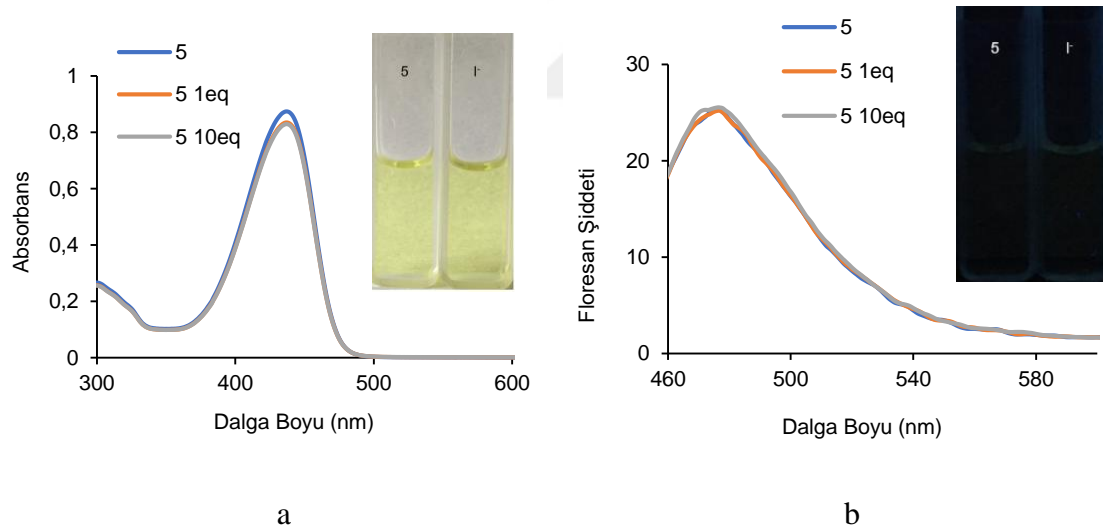 5
5 1eq
5 10eq
1
0,8
0,6
0,4
0,2
0
300
400
500
600
Absorbans
Dalga Boyu (nm)
5
I-
a
5
5 1eq
5 10eq
30
20
10
0
460
500
540
580
Floresan Şiddeti
Dalga Boyu (nm)
5
I-
b